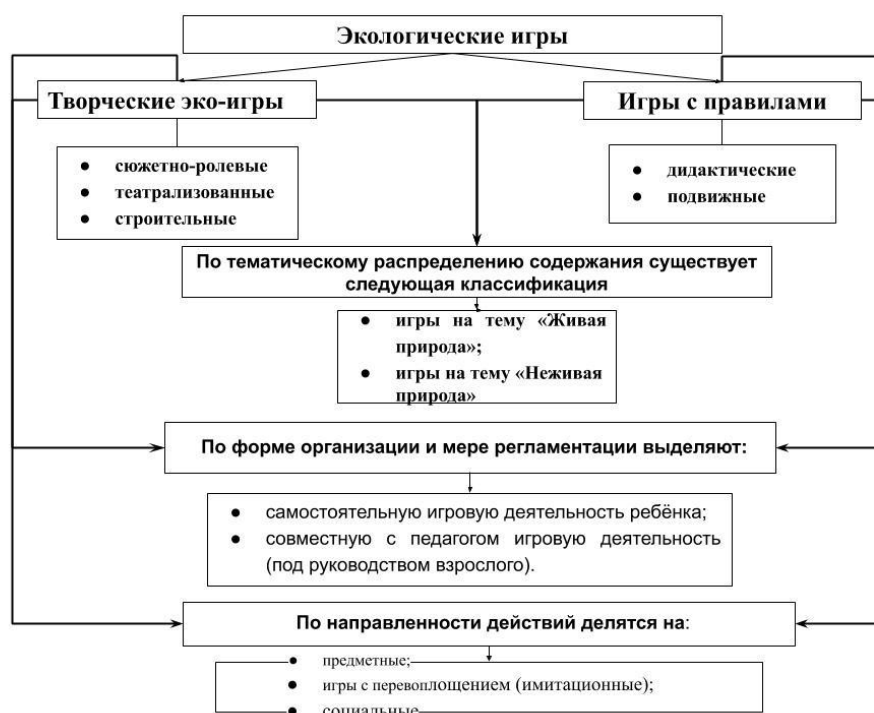 Экологические игры
Творческие эко-игры
Игры с правилами
● сюжетно-ролевые
● театрализованные
● строительные
● дидактические
● подвижные
По тематическому распределению содержания существует
следующая классификация
● игры на тему «Живая
природа»;
● игры на тему «Неживая
природа»
По форме организации и мере регламентации выделяют:
● самостоятельную игровую деятельность ребёнка;
● совместную с педагогом игровую деятельность
(под руководством взрослого).
По направленности действий делятся на:
● предметные;
● игры с перевоплощением (имитационные);
● социальные